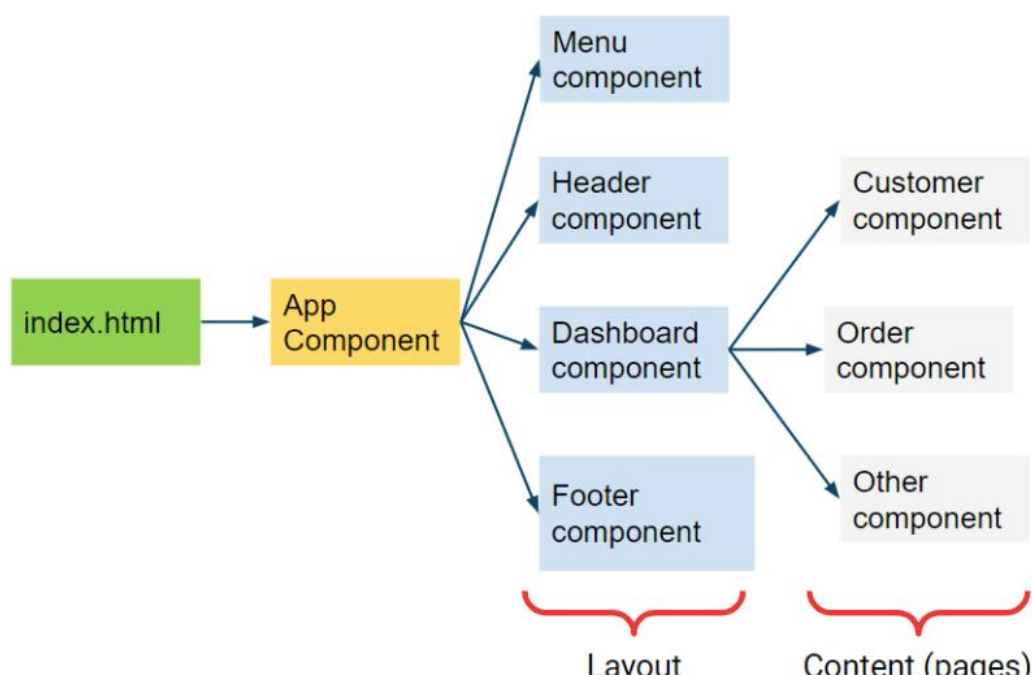 Menu
component
Header
component
Customer
component
index.html
App
Component
Dashboard
component
Order
component
Footer
component
Other
component
Layout
Content (pages)